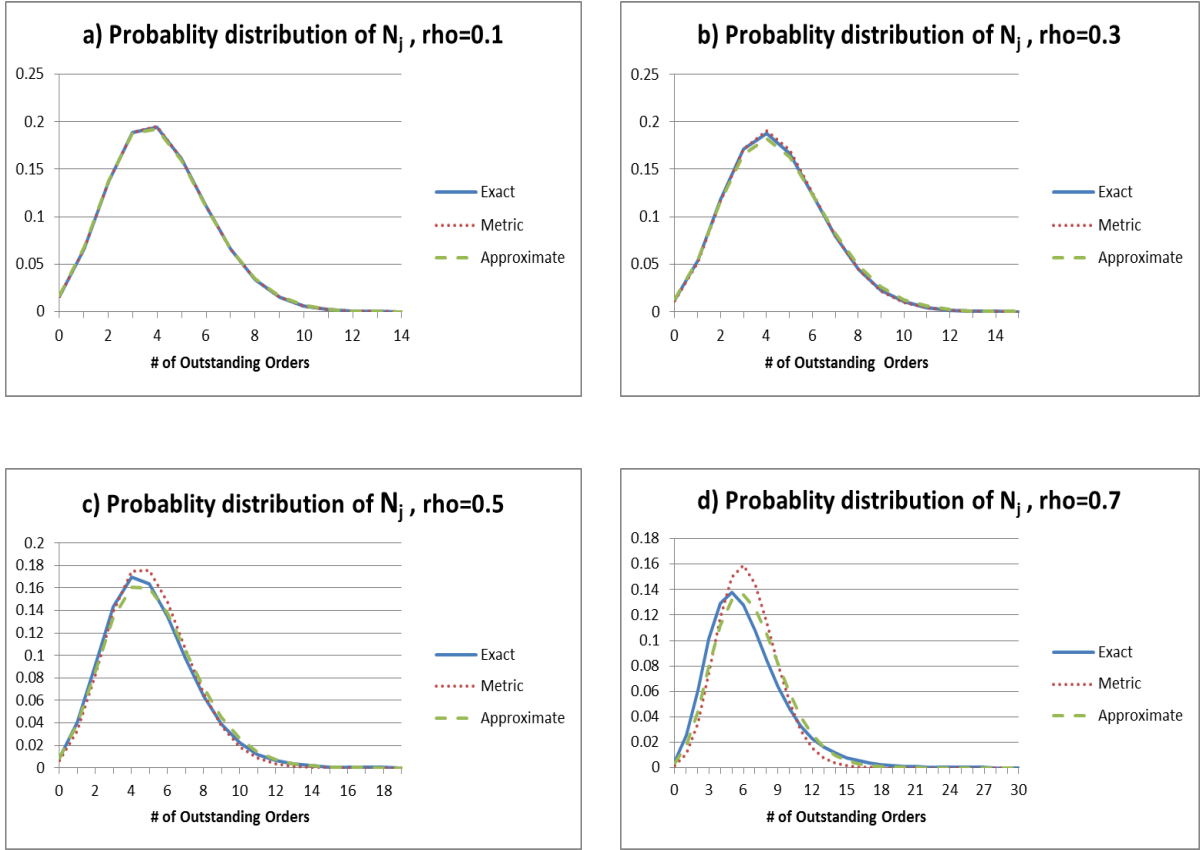 a) Probablity distribution of Nj , rho=0.1
0.25
0.2
0.15
0.1
0.05
0
0 2 4 6 8 10 12 14
# of Outstanding Orders
Exact
Metric
Approximate
b) Probablity distribution of Nj , rho=0.3
0.25
0.2
0.15
0.1
0.05
0
0 2 4 6 8 10 12 14
# of Outstanding Orders
Exact
Metric
Approximate
c) Probablity distribution of Nj , rho=0.5
0.2
0.18
0.16
0.14
0.12
0.1
0.08
0.06
0.04
0.02
0
0 2 4 6 8 10 12 14 16 18
# of Outstanding Orders
Exact
Metric
Approximate
d) Probablity distribution of Nj , rho=0.7
0.18
0.16
0.14
0.12
0.1
0.08
0.06
0.04
0.02
0
0 3 6 9 12 15 18 21 24 27 30
# of Outstanding Orders
Exact
Metric
Approximate